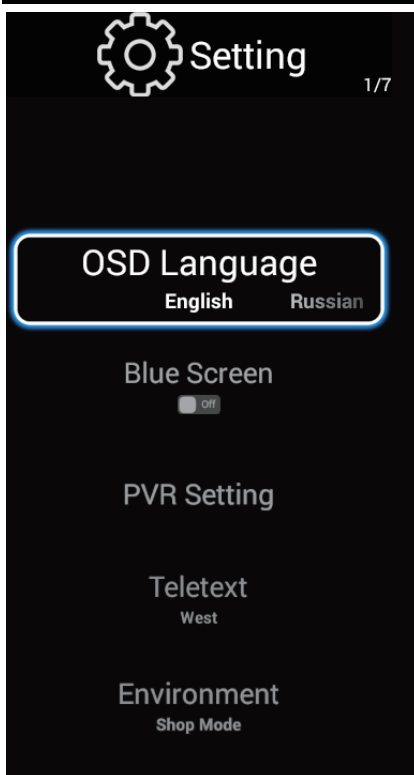 Setting
1/7
OSD Language
English Russian
Blue Screen
Off
PVR Setting
Teletext
West
Environment
Shop Mode